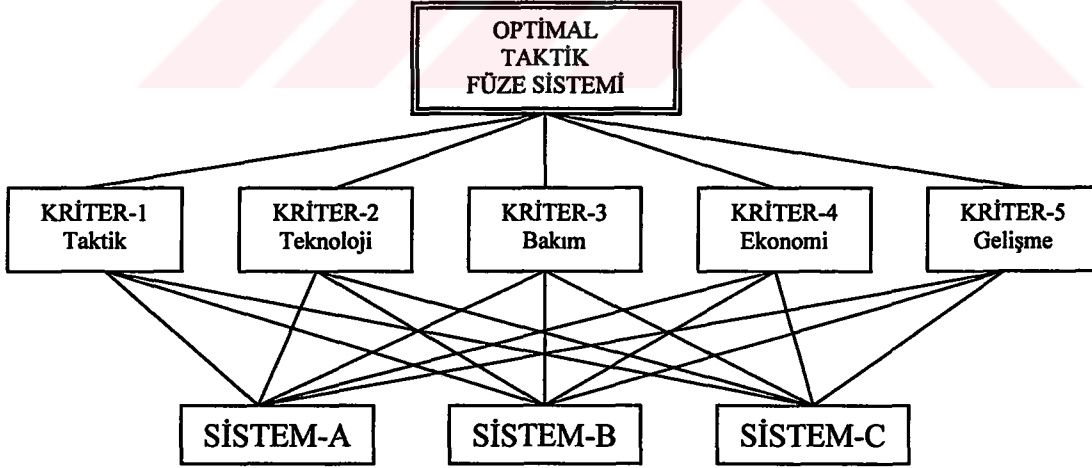 OPTİMAL
TAKTİK
FÜZE SİSTEMİ
KRİTER-1
Taktik
KRİTER-2
Teknoloji
KRİTER-3
Bakım
KRİTER-4
Ekonomi
KRİTER-5
Gelişme
SİSTEM-A
SİSTEM-B
SİSTEM-C